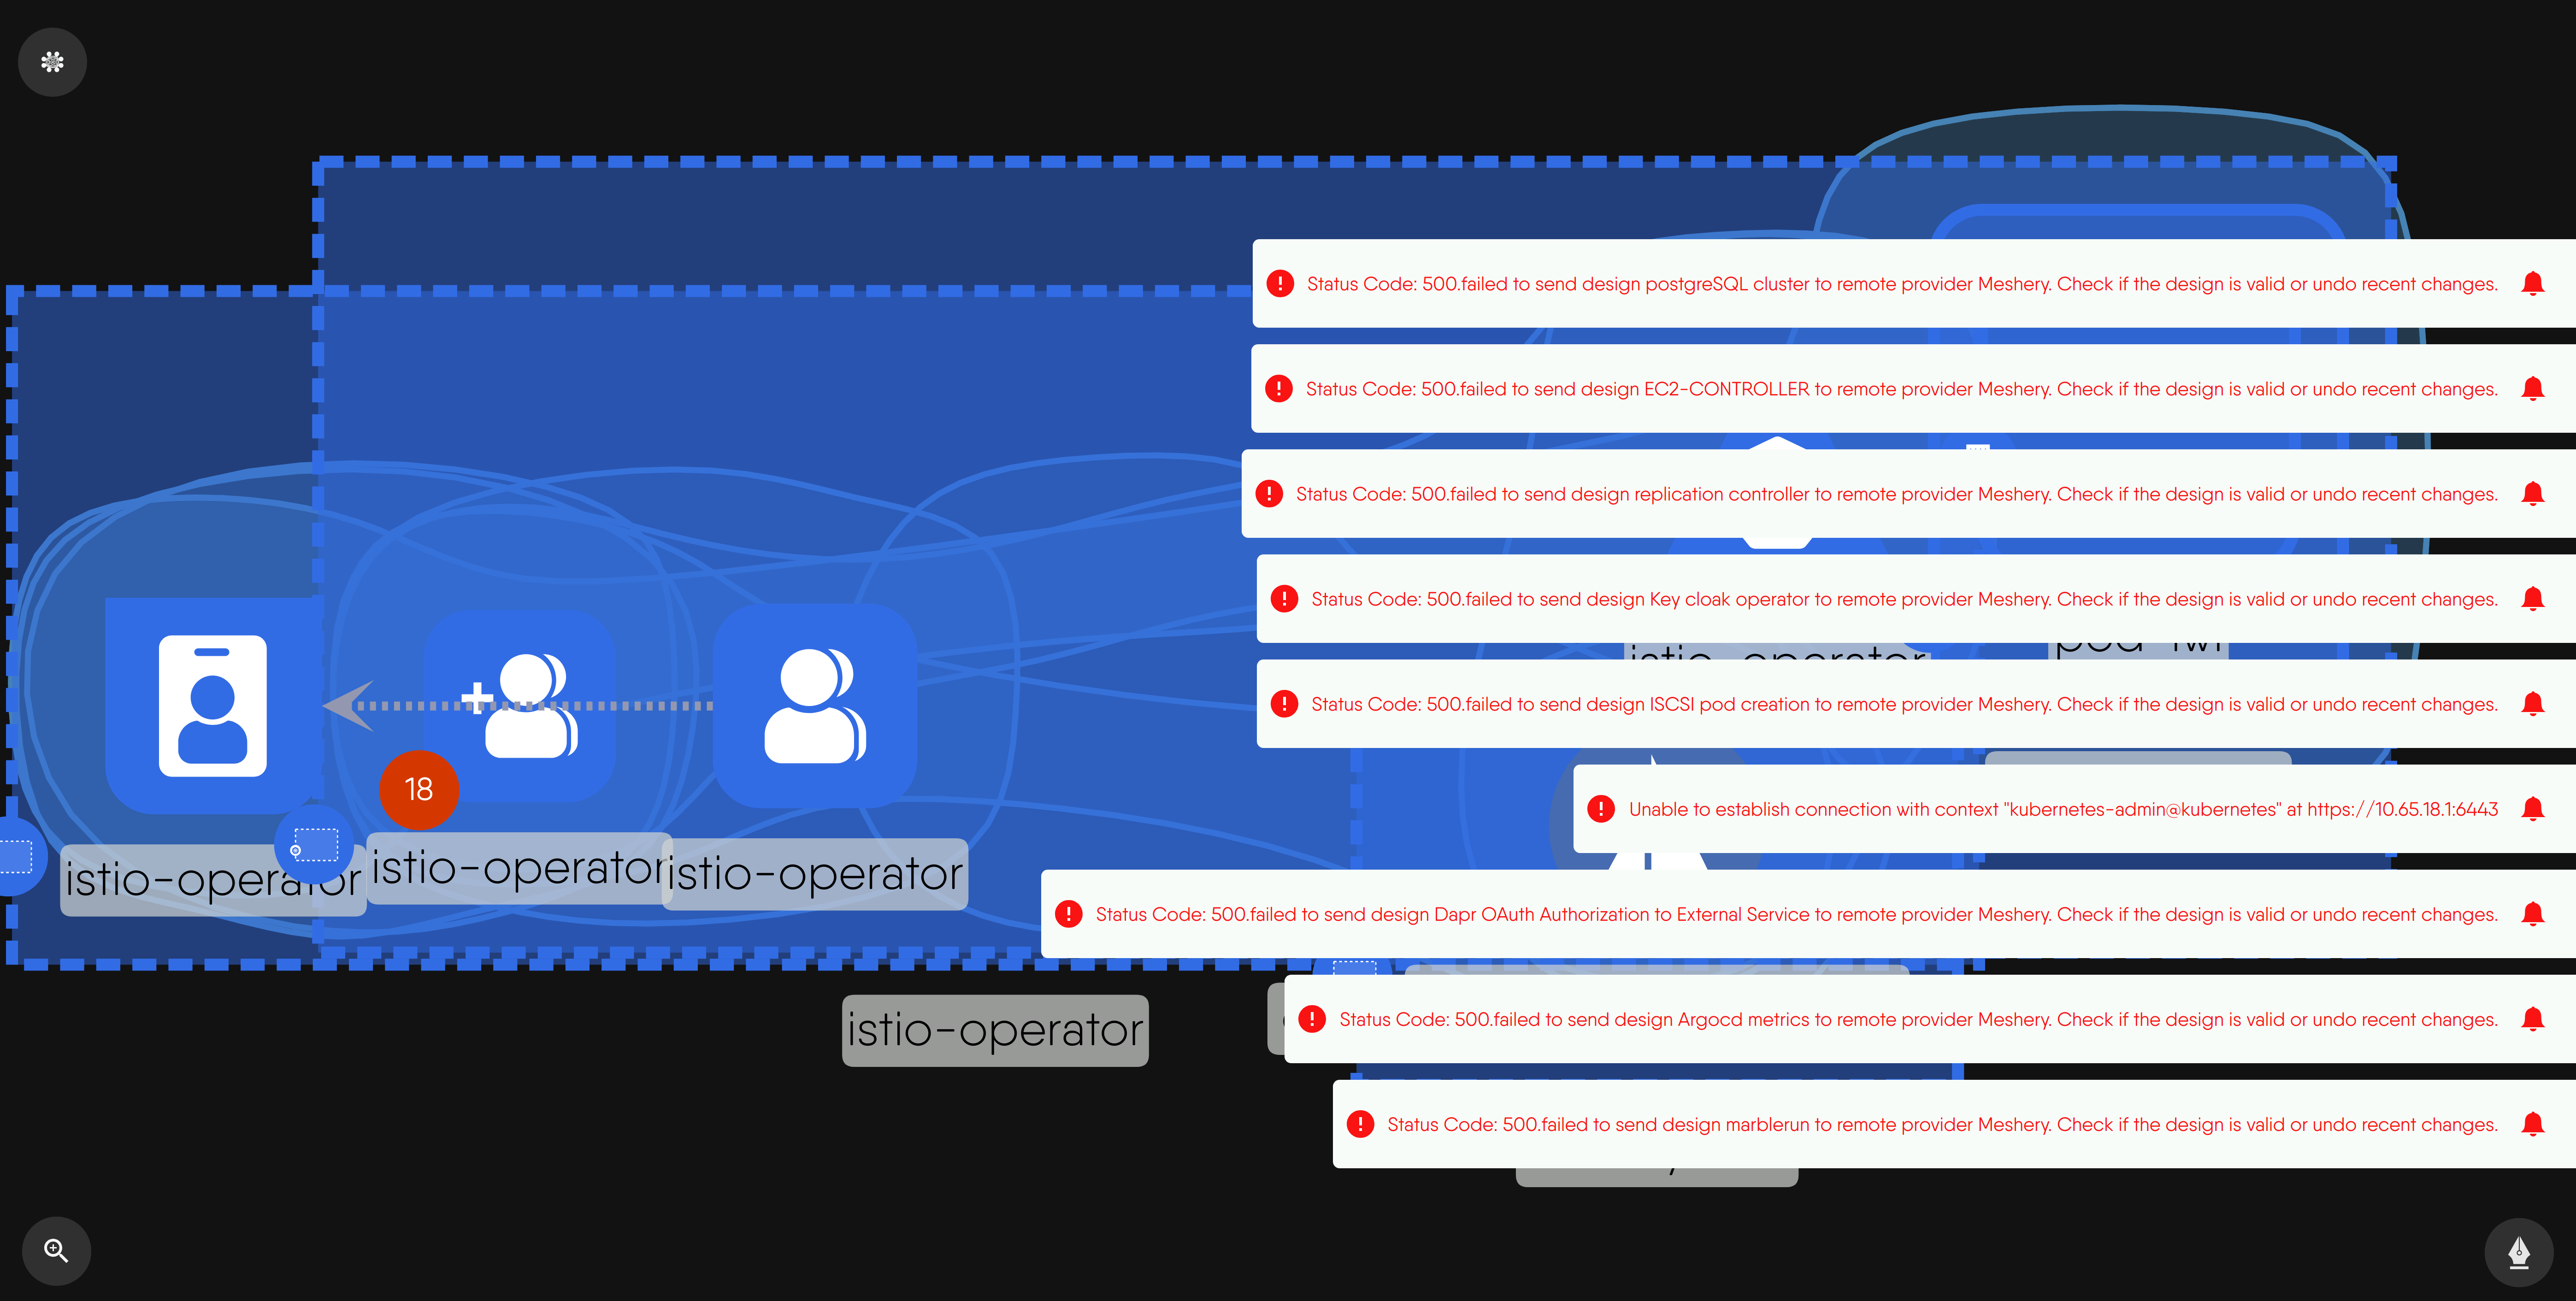 Status Code: 500.failed to send design postgreSQL cluster to remote provider Meshery. Check if the design is valid or undo recent changes.
Status Code: 500.failed to send design EC2-CONTROLLER to remote provider Meshery. Check if the design is valid or undo recent changes.
Status Code: 500.failed to send design replication controller to remote provider Meshery. Check if the design is valid or undo recent changes.
Status Code: 500.failed to send design Key cloak operator to remote provider Meshery. Check if the design is valid or undo recent changes.
istio-operator
Status Code: 500.failed to send design ISCSI pod creation to remote provider Meshery. Check if the design is valid or undo recent changes.
18
Unable to establish connection with context "kubernetes-admin@kubernetes" at https://10.65.18.1:6443
istio-operator
istio-operator
istio-operator
Status Code: 500.failed to send design Dapr OAuth Authorization to External Service to remote provider Meshery. Check if the design is valid or undo recent changes.
istio-operator
Status Code: 500.failed to send design Argocd metrics to remote provider Meshery. Check if the design is valid or undo recent changes.
Status Code: 500.failed to send design marblerun to remote provider Meshery. Check if the design is valid or undo recent changes.